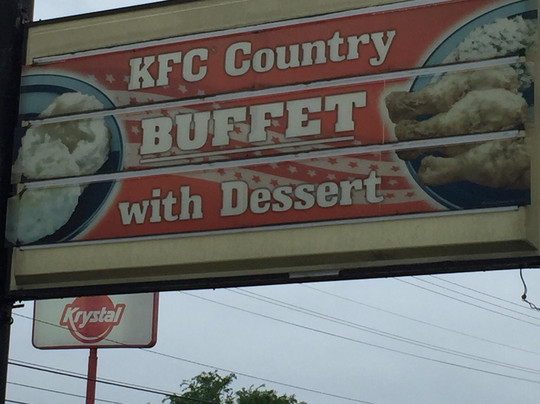 KFC Country
BUFFET
with Dessert
Krystal